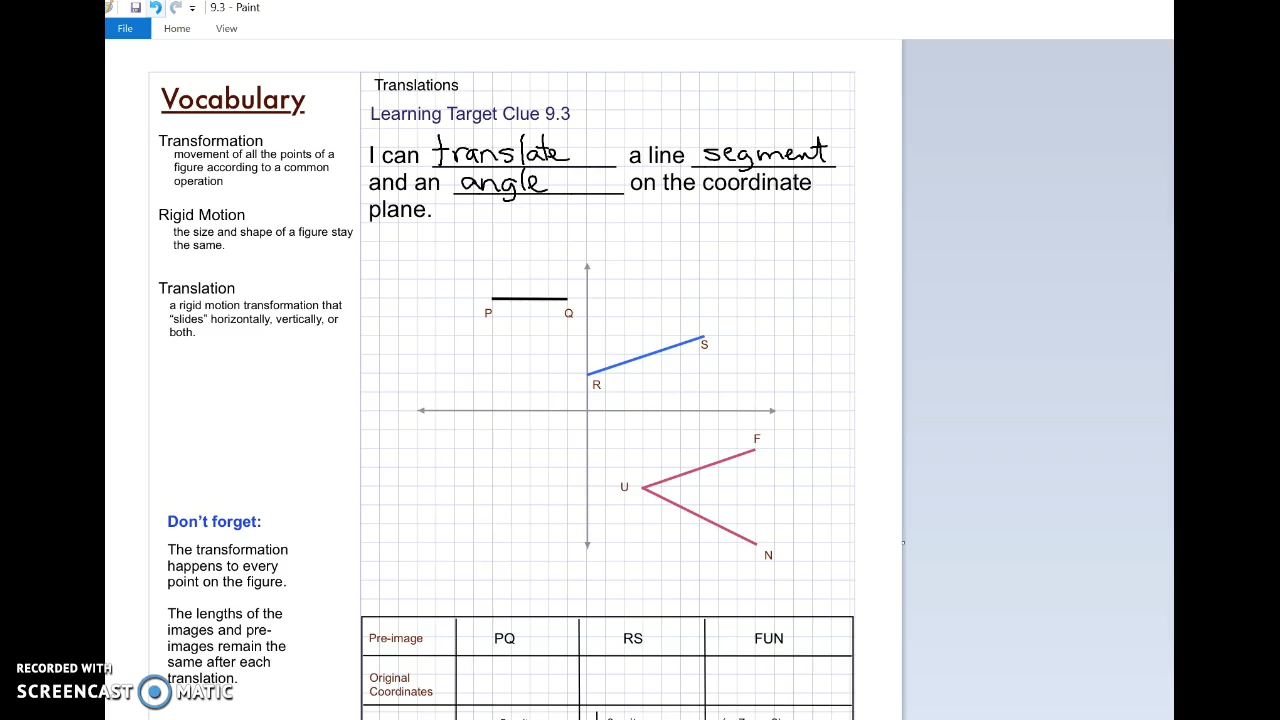 9.3 - Paint
File Home View
Vocabulary
Transformation
movement of all the points of a
figure according to a common
operation
Rigid Motion
the size and shape of a figure stay
the same.
Translation
a rigid motion transformation that
“slides” horizontally, vertically, or
both.
Don’t forget:
The transformation
happens to every
point on the figure.
The lengths of the
images and pre-
images remain the
same after each
translation.
Translations
Learning Target Clue 9.3
I can translate a line segment
and an angle on the coordinate
plane.
P Q
S
R
F
U
N
Pre-image PQ RS FUN
Original
Coordinates
RECORDED WITH
SCREENCAST MATIC